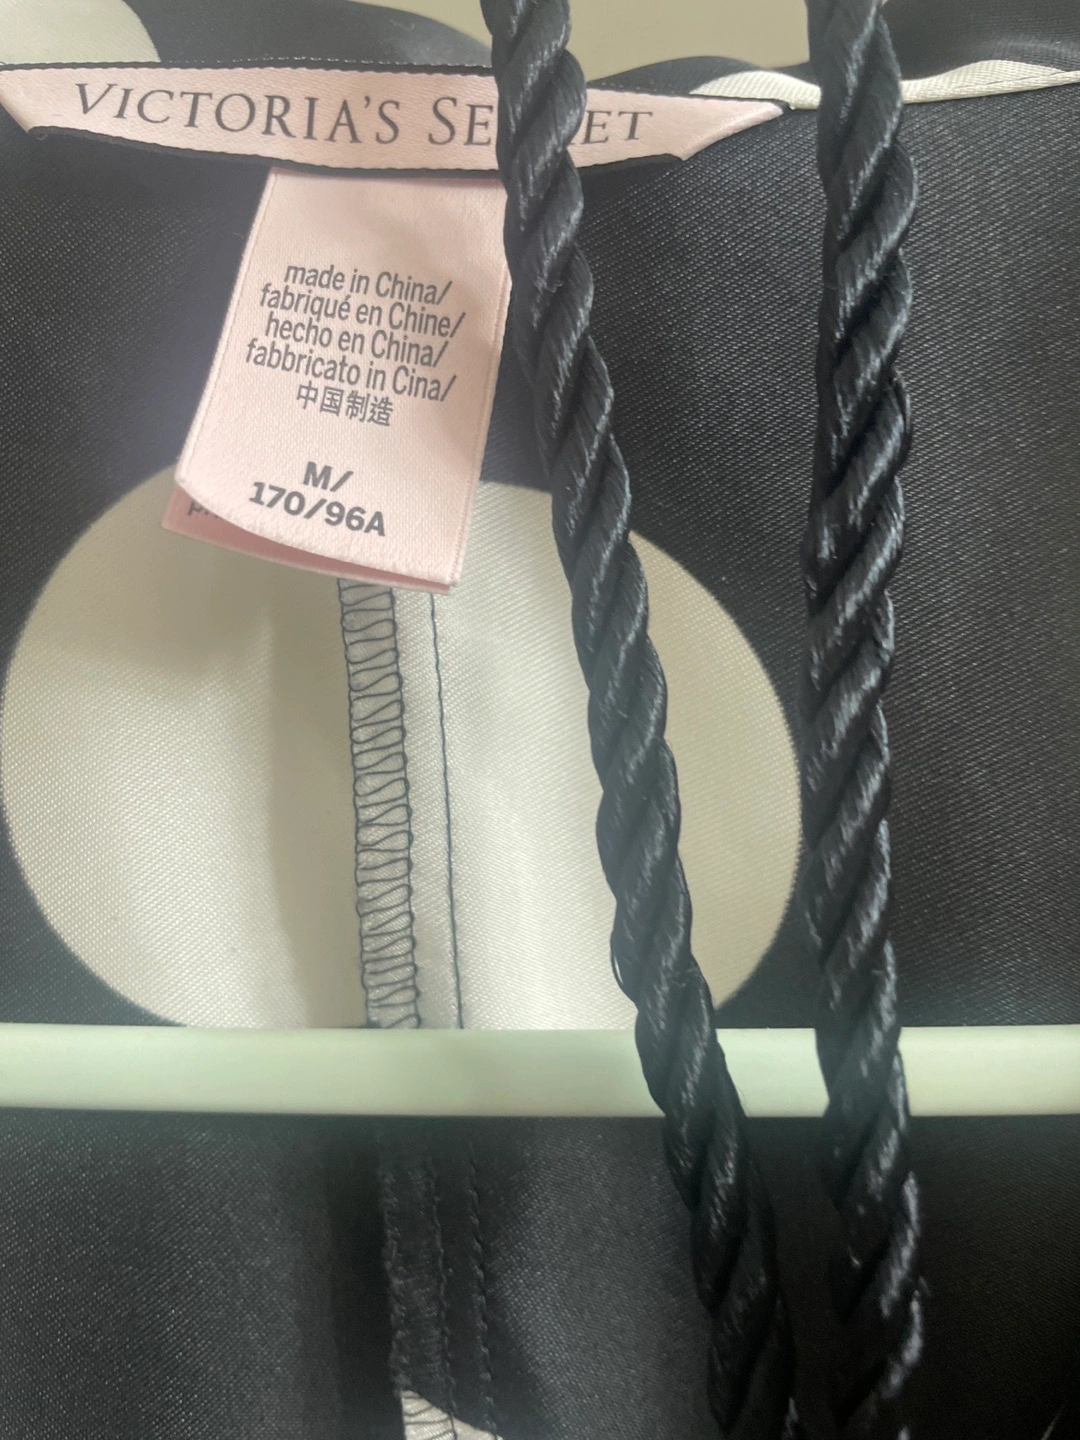 VICTORIA'S SECRET
made in China/
fabriqué en Chine/
hecho en China/
fabbricato in Cina/
中国制造
M/
170/96A